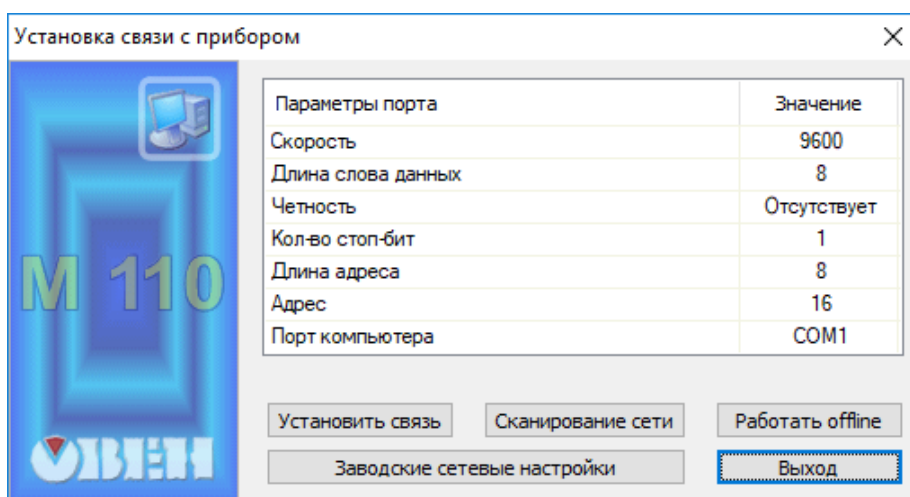 Установка связи с прибором
Параметры порта Значение
Скорость 9600
Длина слова данных 8
Четность Отсутствует
Кол-во стоп-бит 1
Длина адреса 8
Адрес 16
Порт компьютера COM1
М 110
ОВЕН
Установить связь Сканирование сети Работать offline
Заводские сетевые настройки Выход